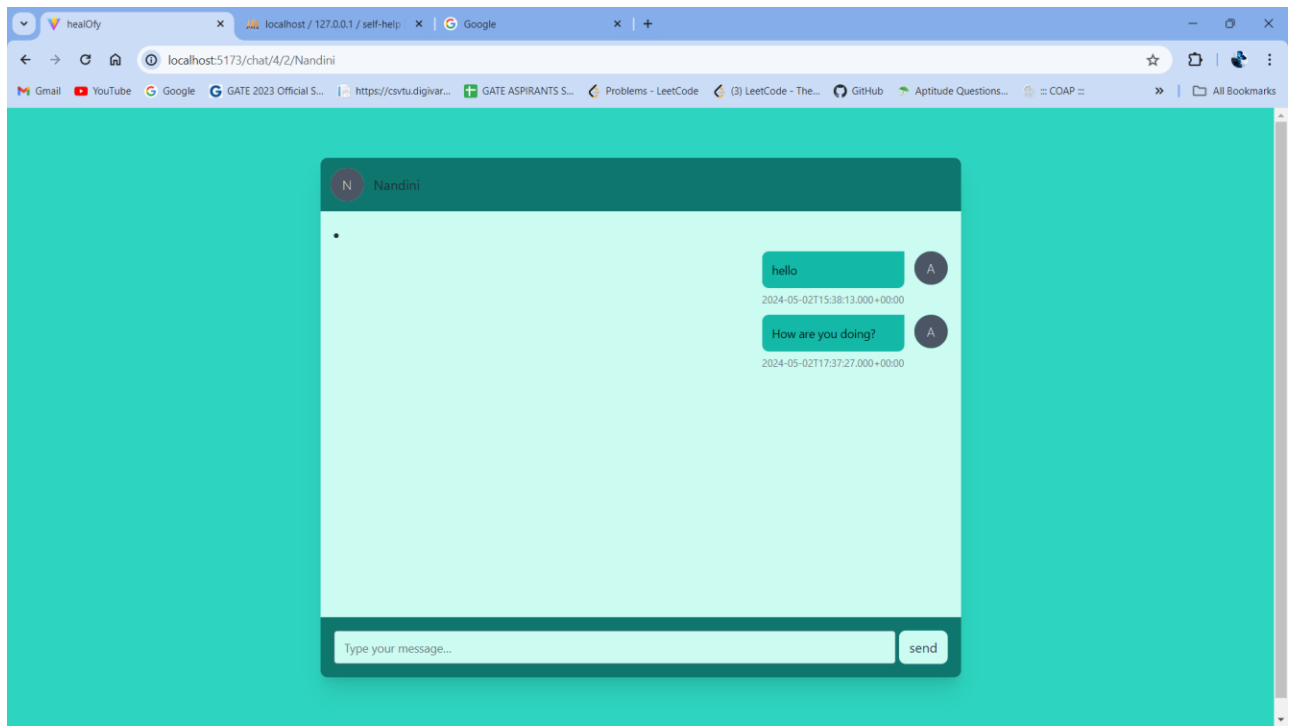 healOfy localhost / 127.0.0.1 / self-help Google
localhost:5173/chat/4/2/Nandini
Gmail YouTube Google GATE 2023 Official S... https://csvtu.digivar... GATE ASPIRANTS S... Problems - LeetCode (3) LeetCode - The... GitHub Aptitude Questions... ::: COAP ::: » All Bookmarks
N Nandini
hello A
2024-05-02T15:38:13.000+00:00
How are you doing? A
2024-05-02T17:37:27.000+00:00
Type your message... send